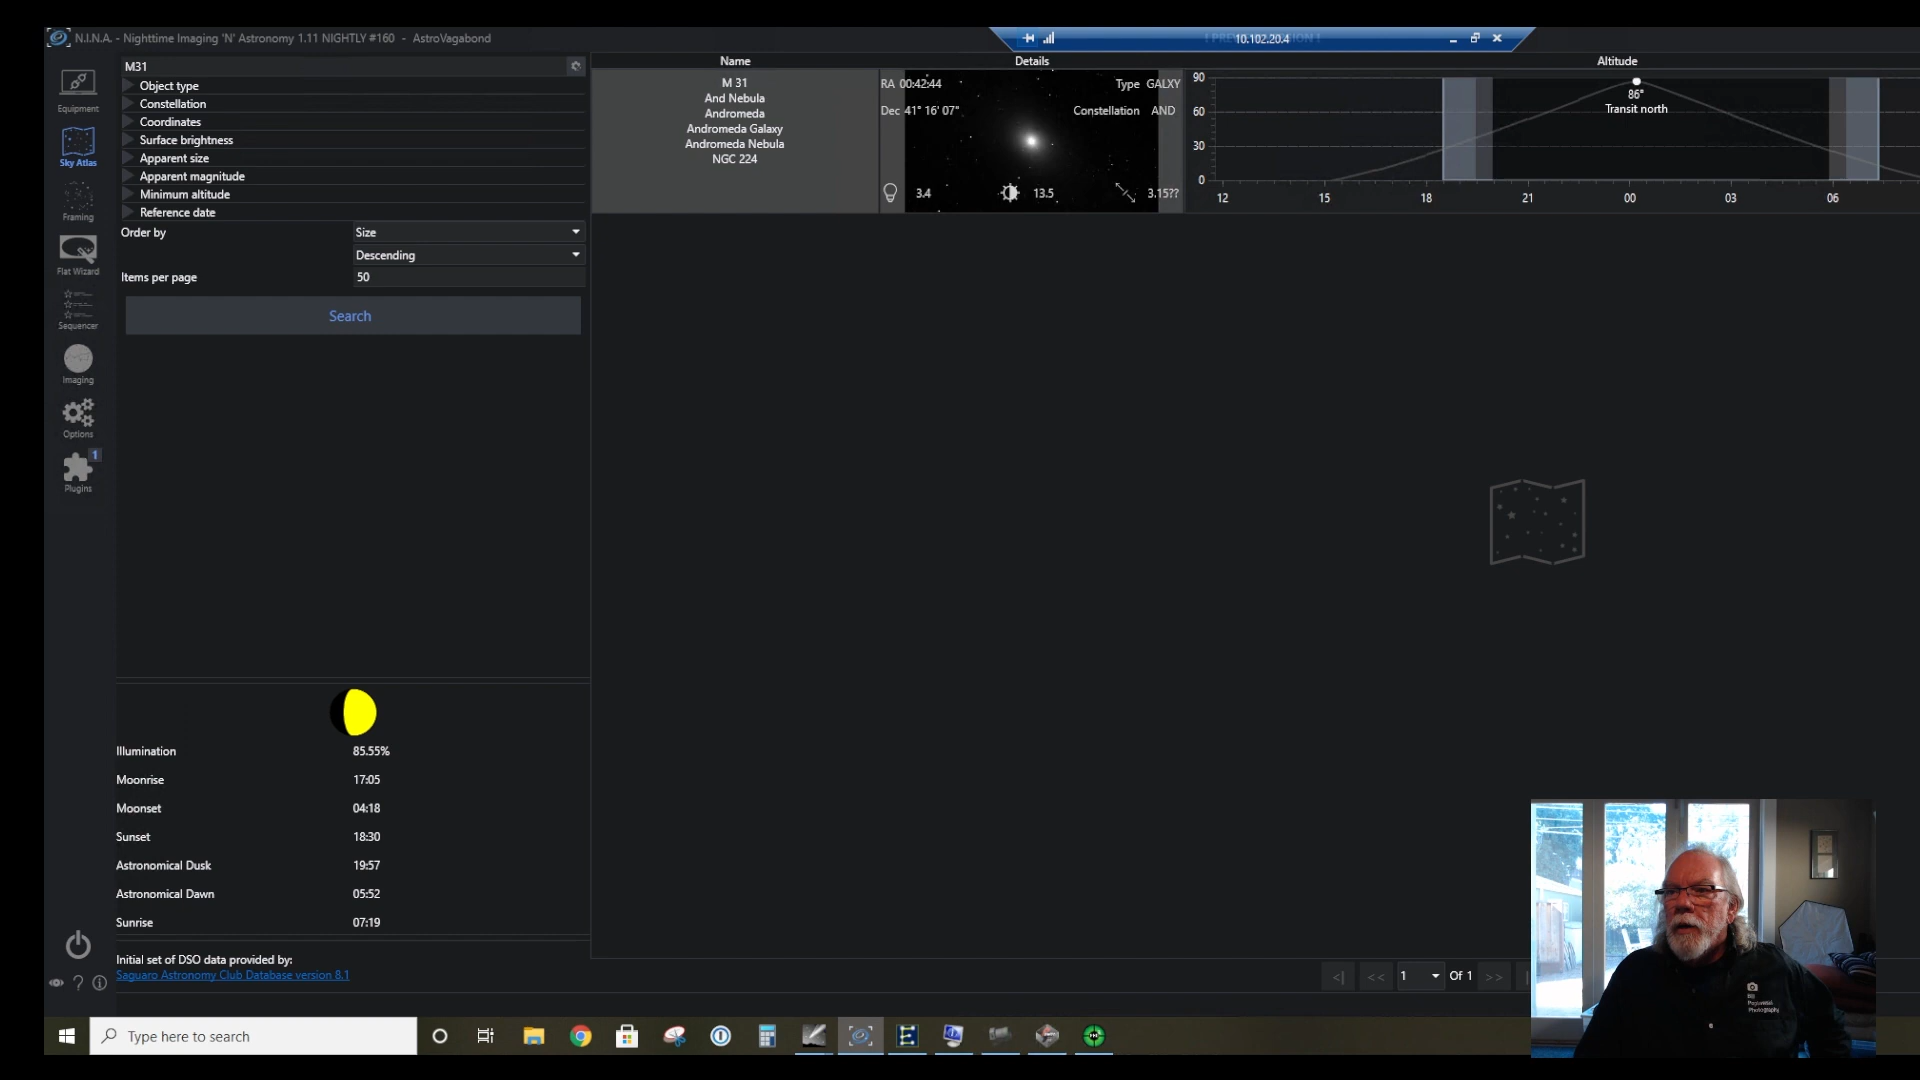 N.I.N.A. - Nighttime Imaging 'N' Astronomy 1.11 NIGHTLY #160 - AstroVagabond
10.102.20.4
Equipment
Sky Atlas
Framing
Flat Wizard
Sequencer
Imaging
Options
1
Plugins
M31
Object type
Constellation
Coordinates
Surface brightness
Apparent size
Apparent magnitude
Minimum altitude
Reference date
Order by
Size
Descending
Items per page
50
Search
Name
Details
Altitude
M 31
And Nebula
Andromeda
Andromeda Galaxy
Andromeda Nebula
NGC 224
RA 00:42:44
Type GALXY
Dec 41° 16' 07"
Constellation AND
3.4
13.5
3.15??
90
60
30
0
86°
Transit north
12 15 18 21 00 03 06
Illumination 85.55%
Moonrise 17:05
Moonset 04:18
Sunset 18:30
Astronomical Dusk 19:57
Astronomical Dawn 05:52
Sunrise 07:19
Initial set of DSO data provided by:
Saguaro Astronomy Club Database version 8.1
<| << 1 Of 1 >>
Type here to search
Photography